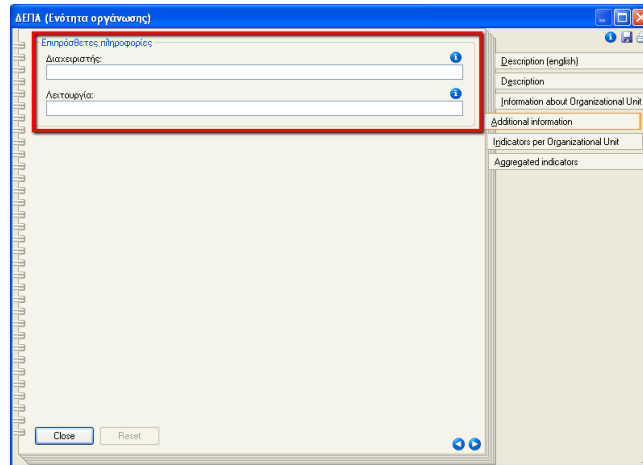 ΔΕΠΑ (Ενότητα οργάνωσης)
Επιπρόσθετες πληροφορίες
Διαχειριστής:
Λειτουργία:
Description (english)
Description
Information about Organizational Unit
Additional information
Indicators per Organizational Unit
Aggregated indicators
Close
Reset